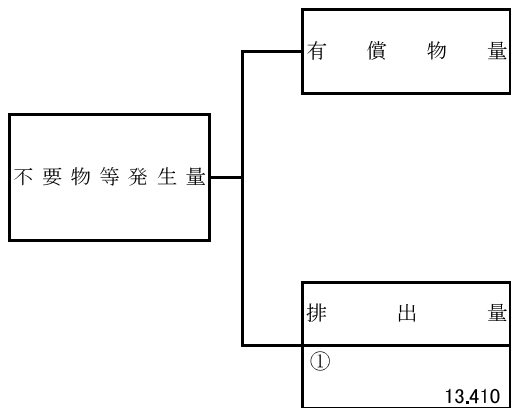 有償物量
不要物等発生量
排出量
①
13.410